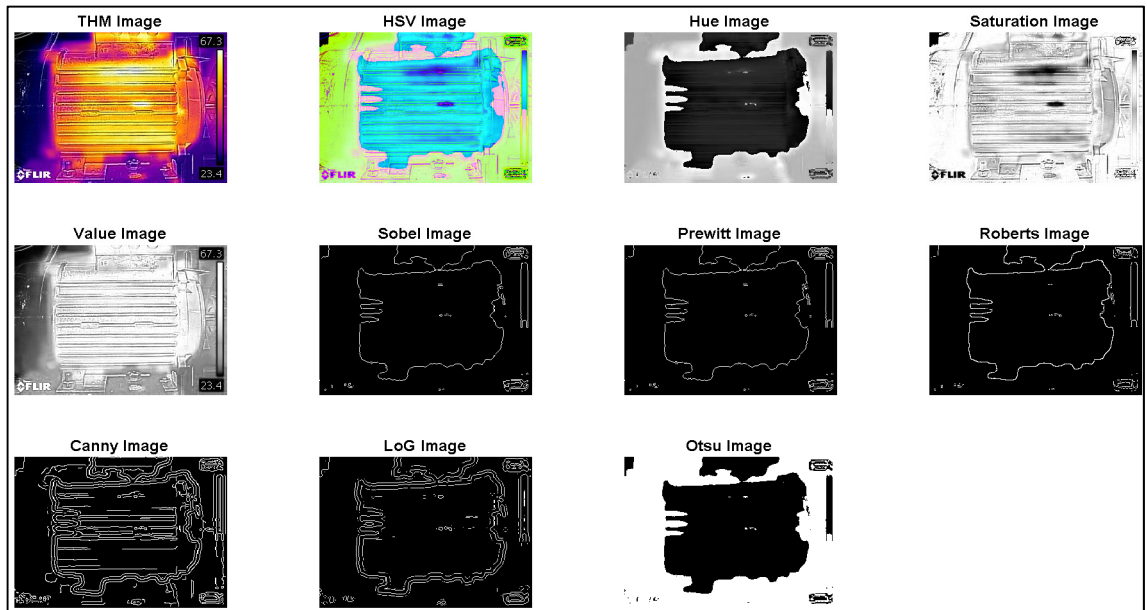 THM Image
HSV Image
Hue Image
Saturation Image
67.3
FLIR
23.4
FLIR
FLIR
Value Image
Sobel Image
Prewitt Image
Roberts Image
67.3
FLIR
23.4
Canny Image
LoG Image
Otsu Image